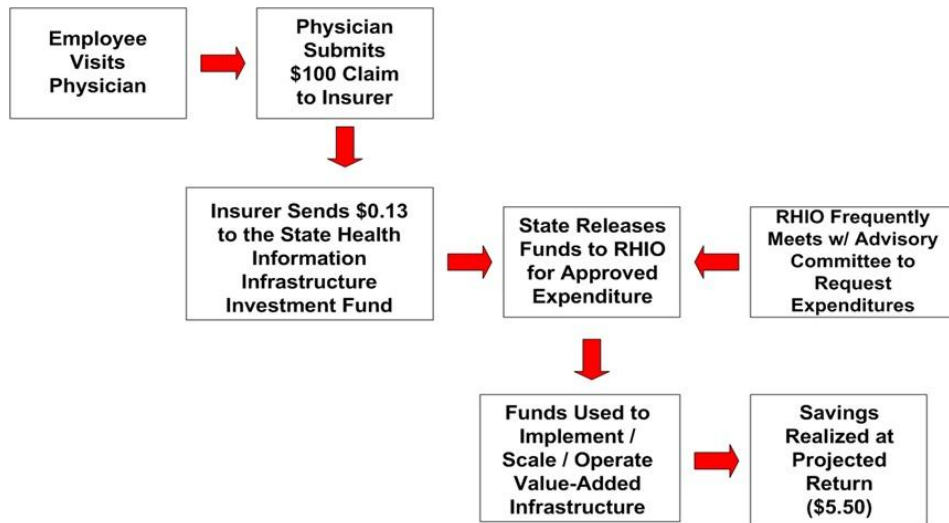 Employee
Visits
Physician
Physician
Submits
$100 Claim
to Insurer
Insurer Sends $0.13
to the State Health
Information
Infrastructure
Investment Fund
State Releases
Funds to RHIO
for Approved
Expenditure
RHIO Frequently
Meets w/ Advisory
Committee to
Request
Expenditures
Funds Used to
Implement /
Scale / Operate
Value-Added
Infrastructure
Savings
Realized at
Projected
Return
($5.50)